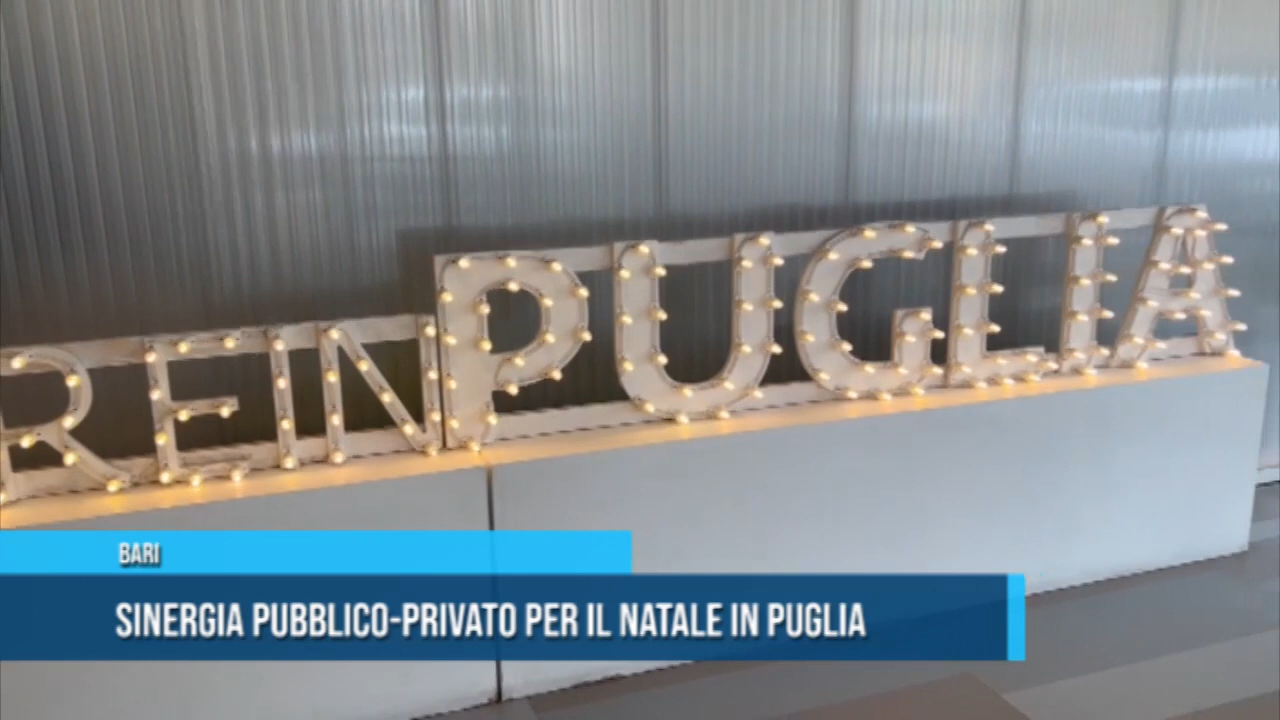 REINPUGLIA
BARI
SINERGIA PUBBLICO-PRIVATO PER IL NATALE IN PUGLIA